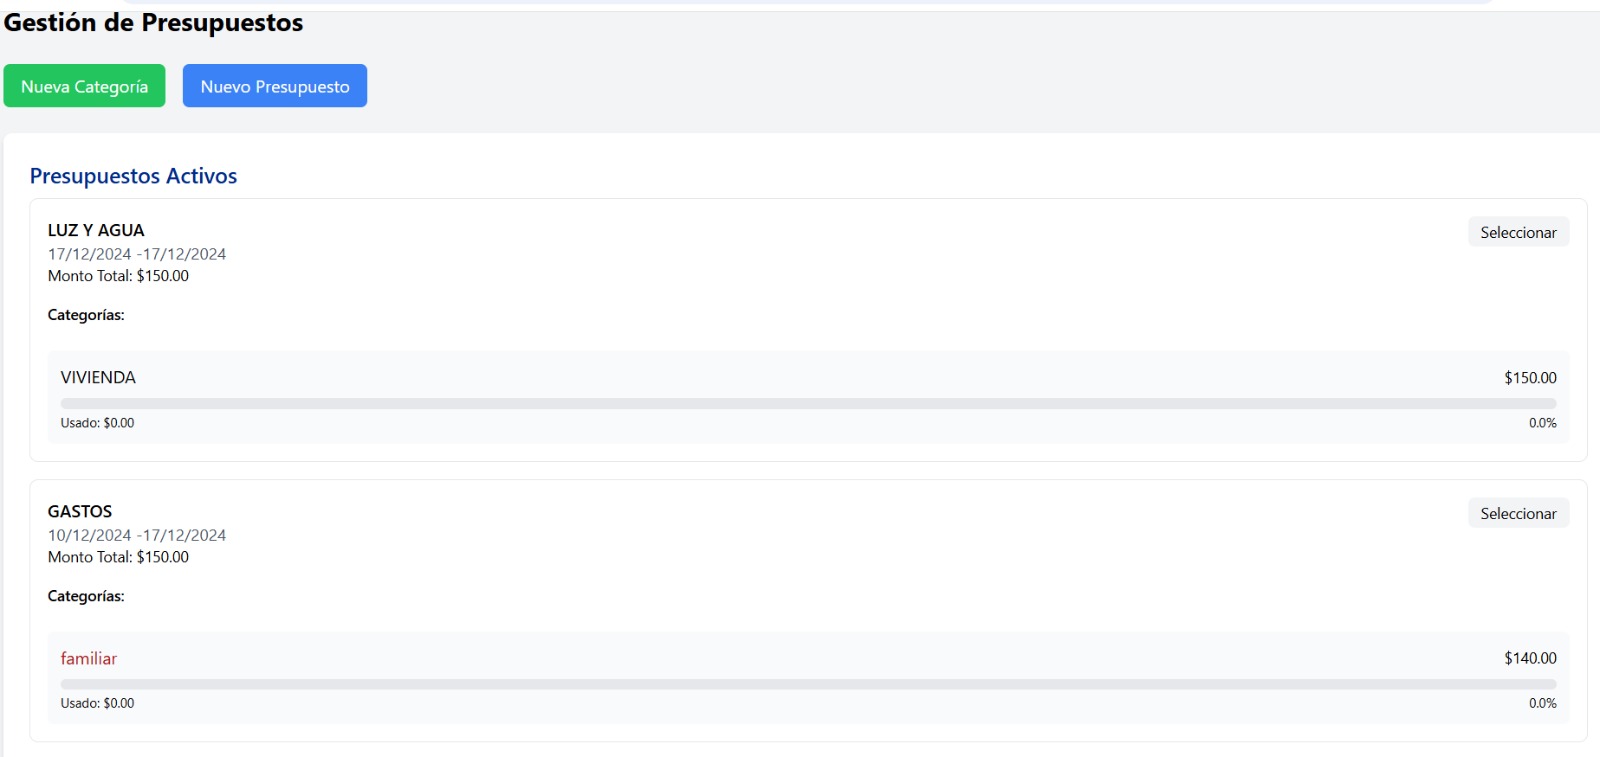 Gestión de Presupuestos
Nueva Categoría
Nuevo Presupuesto
Presupuestos Activos
LUZ Y AGUA
Seleccionar
17/12/2024 -17/12/2024
Monto Total: $150.00
Categorías:
VIVIENDA
$150.00
Usado: $0.00
0.0%
GASTOS
Seleccionar
10/12/2024 -17/12/2024
Monto Total: $150.00
Categorías:
familiar
$140.00
Usado: $0.00
0.0%